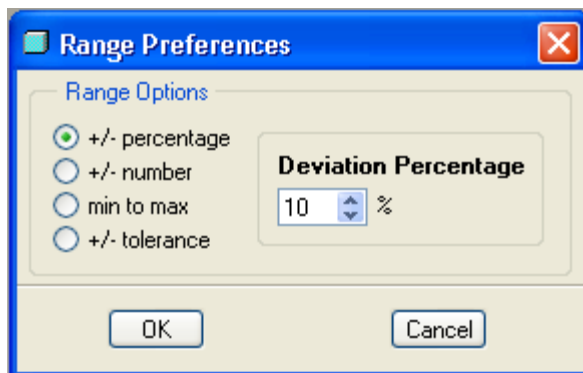 Range Preferences
Range Options
+/- percentage
+/- number
min to max
+/- tolerance
Deviation Percentage
10 %
OK
Cancel